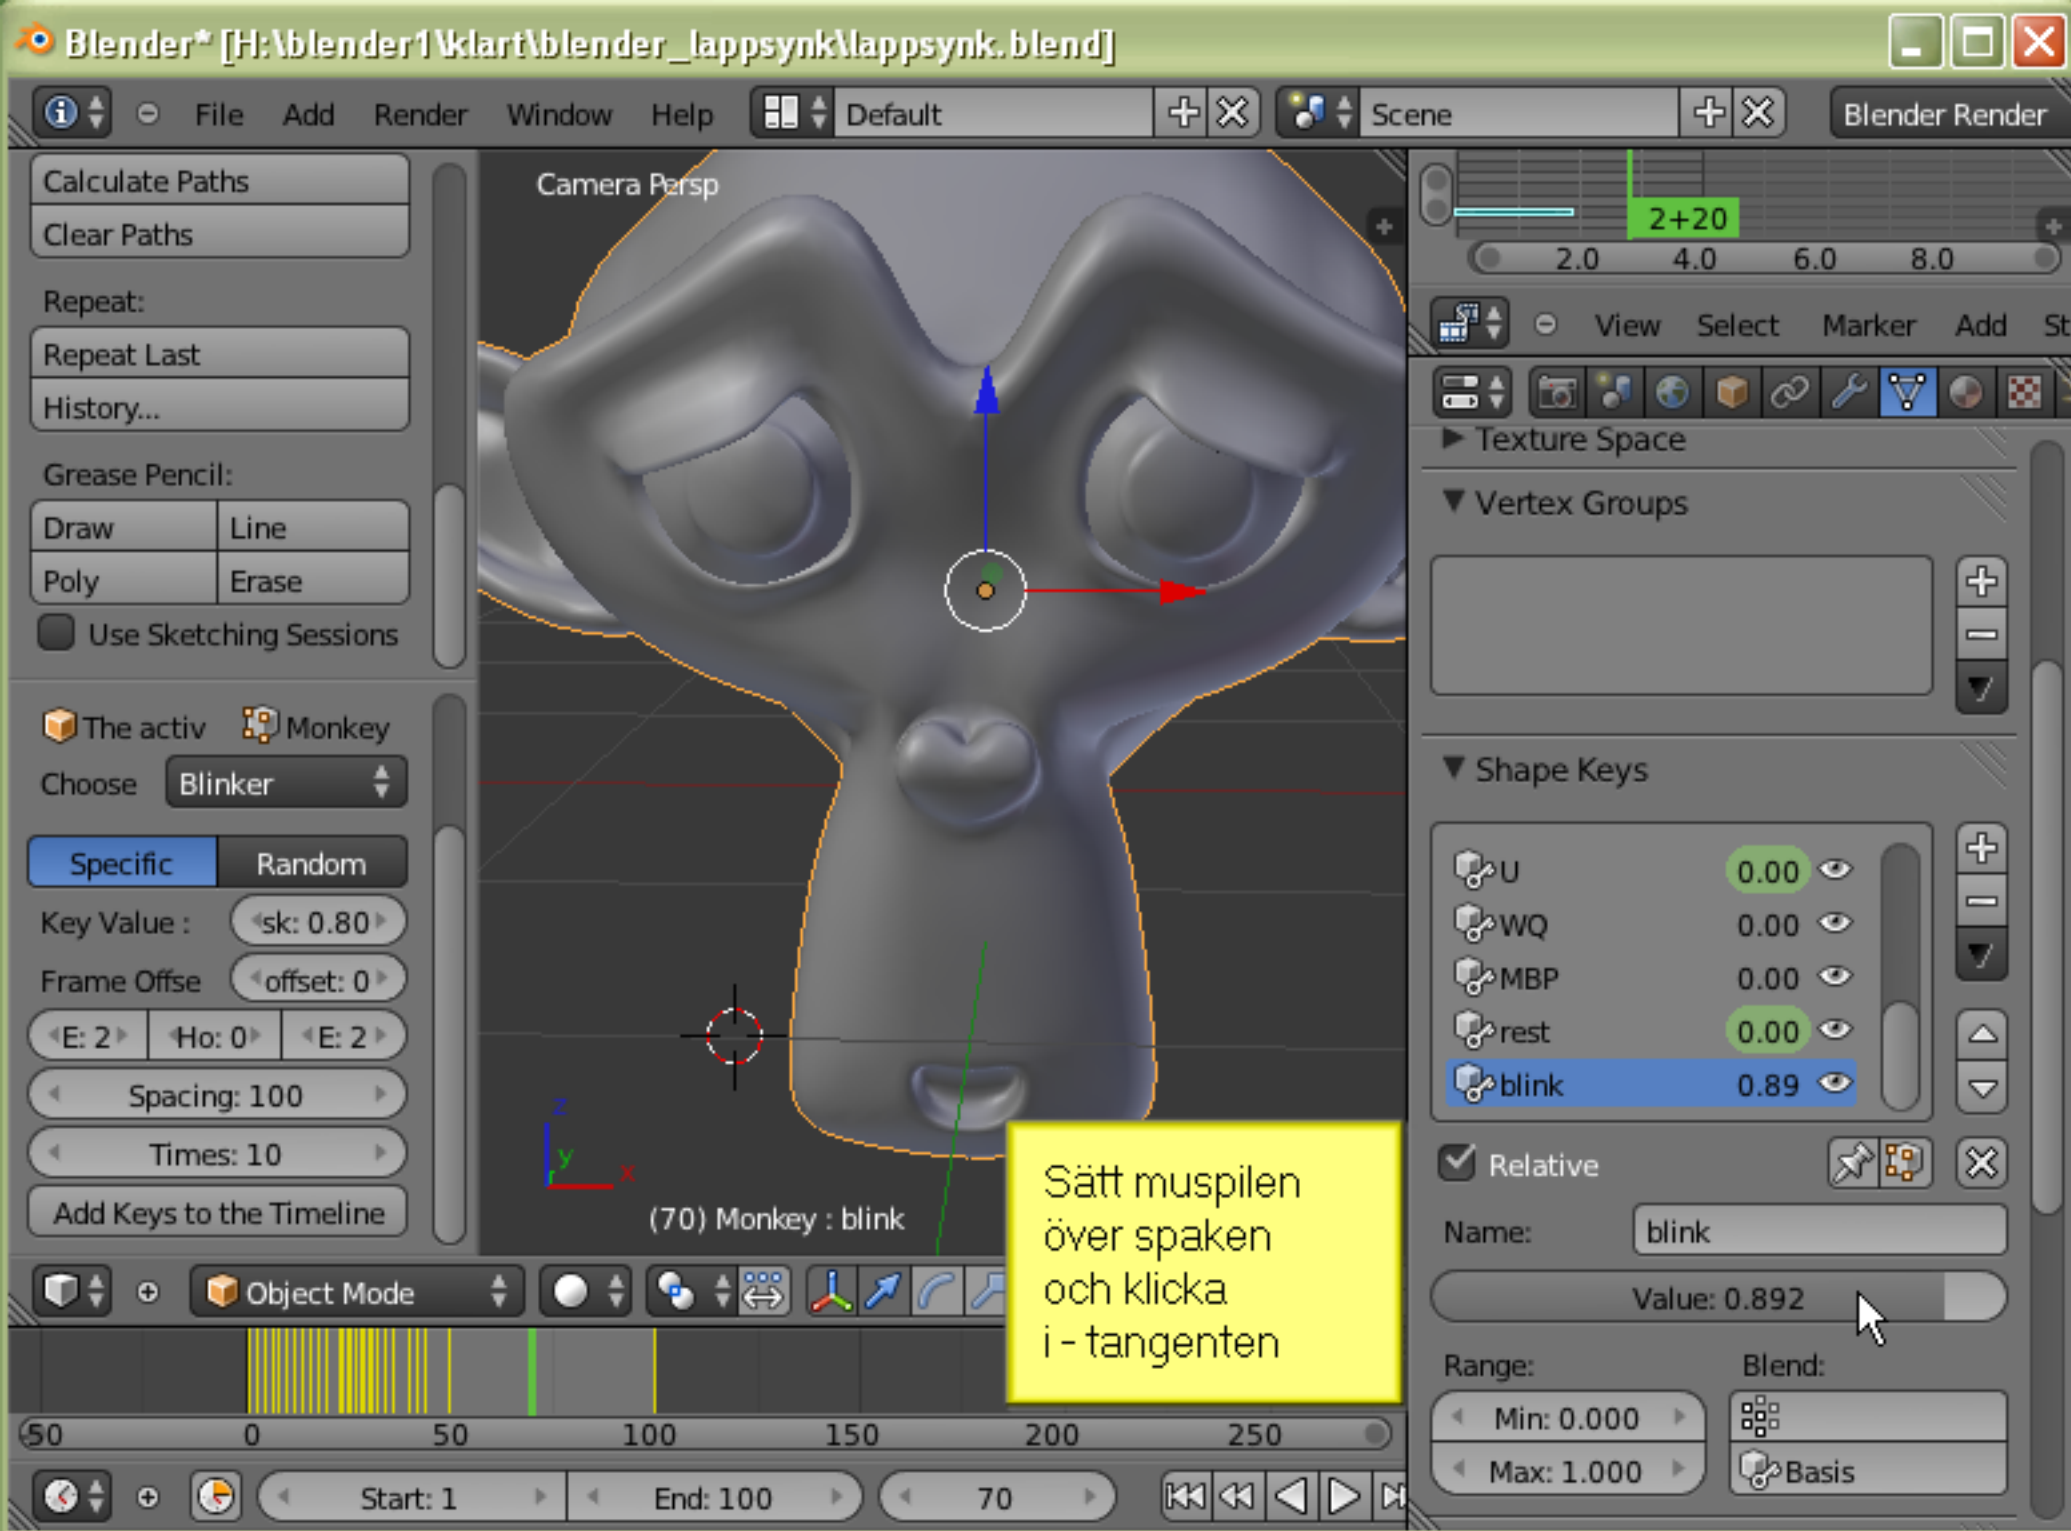 Blender* [H:\blender1\klart\blender_lappsynk\lappsynk.blend]
File Add Render Window Help Default Scene Blender Render
Calculate Paths
Clear Paths
Repeat:
Repeat Last
History...
Grease Pencil:
Draw Line
Poly Erase
Use Sketching Sessions
The activ Monkey
Choose Blinker
Specific Random
Key Value : sk: 0.80
Frame Offse offset: 0
E: 2 Ho: 0 E: 2
Spacing: 100
Times: 10
Add Keys to the Timeline
Camera Persp
z
y
x
(70) Monkey : blink
Sätt muspilen
över spaken
och klicka
i - tangenten
Object Mode
2+20
2.0 4.0 6.0 8.0
View Select Marker Add St
Texture Space
Vertex Groups
Shape Keys
U 0.00
WQ 0.00
MBP 0.00
rest 0.00
blink 0.89
Relative
Name: blink
Value: 0.892
Range: Blend:
Min: 0.000
Max: 1.000 Basis
50 0 50 100 150 200 250
Start: 1 End: 100 70